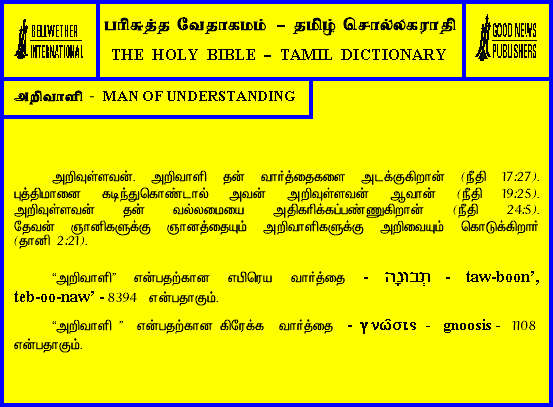 BELLWETHER
INTERNATIONAL
பரிசுத்த வேதாகமம் – தமிழ் சொல்லகராதி
THE HOLY BIBLE – TAMIL DICTIONARY
GOOD NEWS
PUBLISHERS
அறிவாளி - MAN OF UNDERSTANDING
அறிவுள்ளவன். அறிவாளி தன் வார்த்தைகளை அடக்குகிறான் (நீதி 17:27).
புத்திமானை கடிந்துகொண்டால் அவன் அறிவுள்ளவன் ஆவான் (நீதி 19:25).
அறிவுள்ளவன் தன் வல்லமையை அதிகரிக்கப்பண்ணுகிறான் (நீதி 24:5).
தேவன் ஞானிகளுக்கு ஞானத்தையும் அறிவாளிகளுக்கு அறிவையும் கொடுக்கிறார்
(தானி 2:21).
“அறிவாளி” என்பதற்கான எபிரெய வார்த்தை - תְּבוּנָה - taw-boon’,
teb-oo-naw’ - 8394 என்பதாகும்.
“அறிவாளி ” என்பதற்கான கிரேக்க வார்த்தை - γνῶσις - gnoosis - 1108
என்பதாகும்.